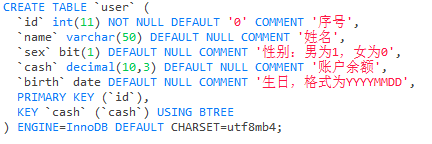 CREATE TABLE `user` (
`id` int(11) NOT NULL DEFAULT '0' COMMENT '序号',
`name` varchar(50) DEFAULT NULL COMMENT '姓名',
`sex` bit(1) DEFAULT NULL COMMENT '性别：男为1，女为0',
`cash` decimal(10,3) DEFAULT NULL COMMENT '账户余额',
`birth` date DEFAULT NULL COMMENT '生日，格式为YYYYMMDD',
PRIMARY KEY (`id`),
KEY `cash` (`cash`) USING BTREE
) ENGINE=InnoDB DEFAULT CHARSET=utf8mb4;